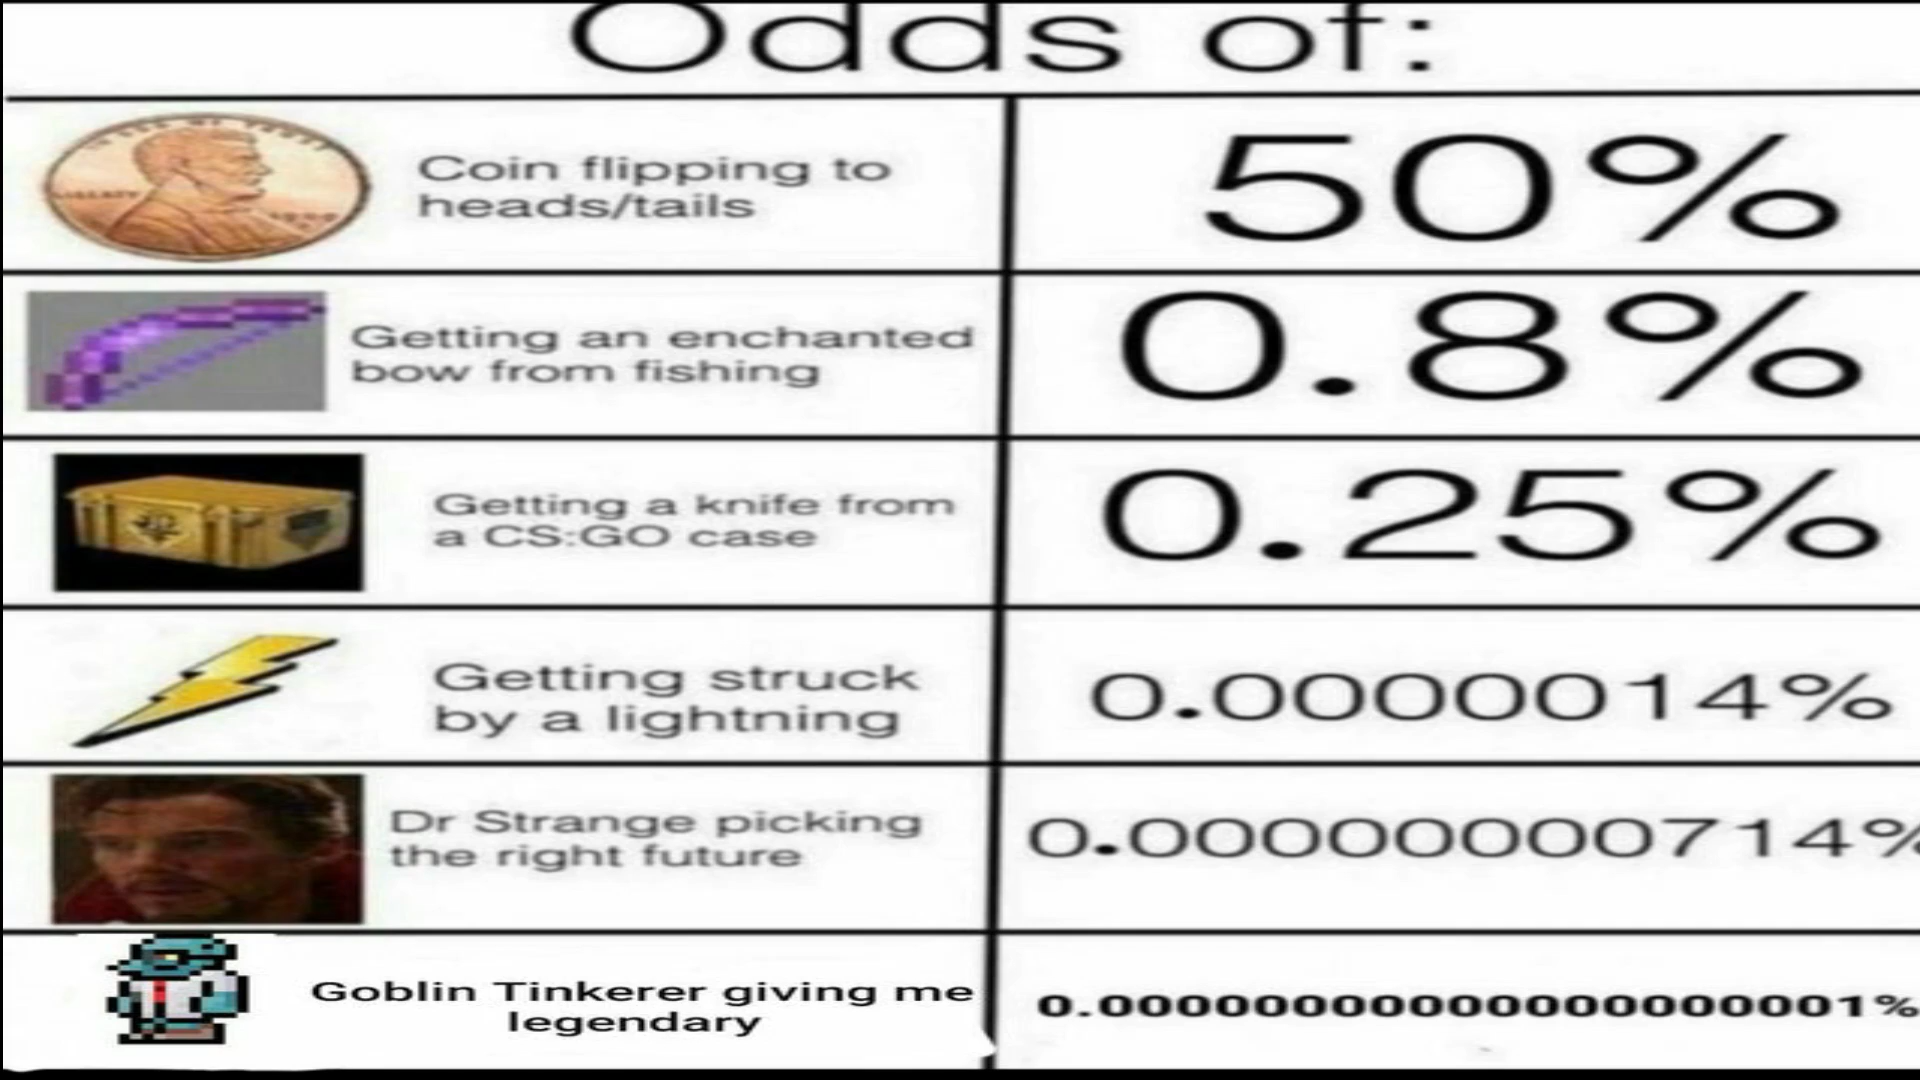 Odds of:
Coin flipping to
heads/tails
50%
Getting an enchanted
bow from fishing
0.8%
Getting a knife from
a CS:GO case
0.25%
Getting struck
by a lightning
0.0000014%
Dr Strange picking
the right future
0.00000000714%
Goblin Tinkerer giving me
legendary
0.0000000000000000000001%